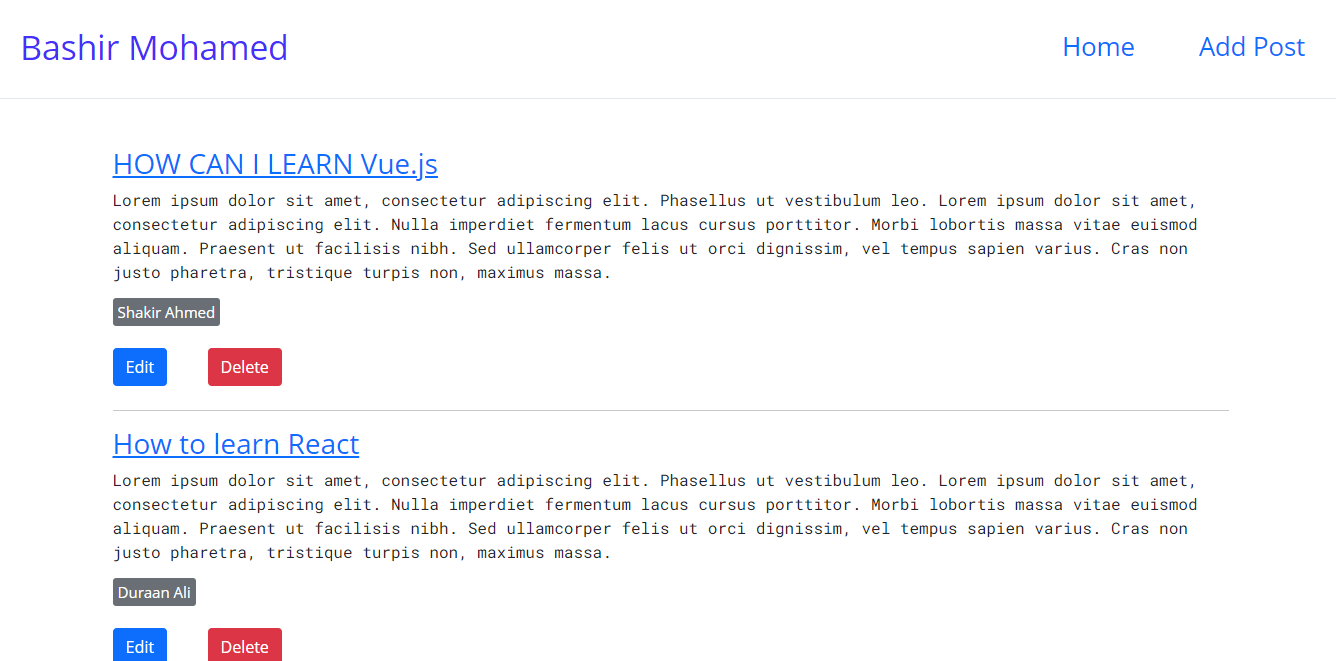 Bashir Mohamed
Home Add Post
HOW CAN I LEARN Vue.js
Lorem ipsum dolor sit amet, consectetur adipiscing elit. Phasellus ut vestibulum leo. Lorem ipsum dolor sit amet,
consectetur adipiscing elit. Nulla imperdiet fermentum lacus cursus porttitor. Morbi lobortis massa vitae euismod
aliquam. Praesent ut facilisis nibh. Sed ullamcorper felis ut orci dignissim, vel tempus sapien varius. Cras non
justo pharetra, tristique turpis non, maximus massa.
Shakir Ahmed
Edit Delete
How to learn React
Lorem ipsum dolor sit amet, consectetur adipiscing elit. Phasellus ut vestibulum leo. Lorem ipsum dolor sit amet,
consectetur adipiscing elit. Nulla imperdiet fermentum lacus cursus porttitor. Morbi lobortis massa vitae euismod
aliquam. Praesent ut facilisis nibh. Sed ullamcorper felis ut orci dignissim, vel tempus sapien varius. Cras non
justo pharetra, tristique turpis non, maximus massa.
Duraan Ali
Edit Delete